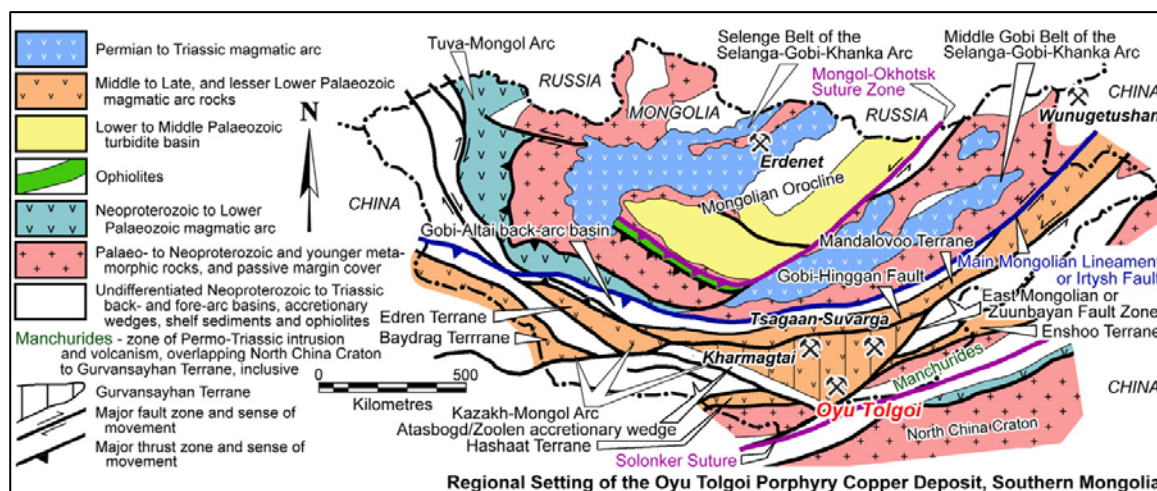 Permian to Triassic magmatic arc
Middle to Late, and lesser Lower Palaeozoic
magmatic arc rocks
Lower to Middle Palaeozoic
turbidite basin
Ophiolites
Neoproterozoic to Lower
Palaeozoic magmatic arc
Palaeo- to Neoproterozoic and younger meta-
morphic rocks, and passive margin cover
Undifferentiated Neoproterozoic to Triassic
back- and fore-arc basins, accretionary
wedges, shelf sediments and ophiolites
Manchurides - zone of Permo-Triassic intrusion
and volcanism, overlapping North China Craton
to Gurvansayhan Terrane, inclusive
Gurvansayhan Terrane
Major fault zone and sense of
movement
Major thrust zone and sense of
movement
N
Tuva-Mongol Arc
RUSSIA
MONGOLIA
Selenge Belt of the
Selanga-Gobi-Khanka Arc
Mongol-Okhotsk
Suture Zone
RUSSIA
Middle Gobi Belt of the
Selanga-Gobi-Khanka Arc
CHINA
Wunugetushan
Erdenet
CHINA
Mongolian Orocline
Gobi-Altai back-arc basin
Mandalovoo Terrane
Gobi-Hinggan Fault
Main Mongolian Lineament
or Irtysh Fault
Edren Terrane
Baydrag Terrrane
Tsagaan-Suvarga
East Mongolian or
Zuunbayan Fault Zone
Enshoo Terrane
Kharmagtai
Manchurides
CHINA
0
500
Kilometres
Kazakh-Mongol Arc
Atasbogd/Zoolen accretionary wedge
Hashaat Terrane
Oyu Tolgoi
North China Craton
Solonker Suture
Regional Setting of the Oyu Tolgoi Porphyry Copper Deposit, Southern Mongolia